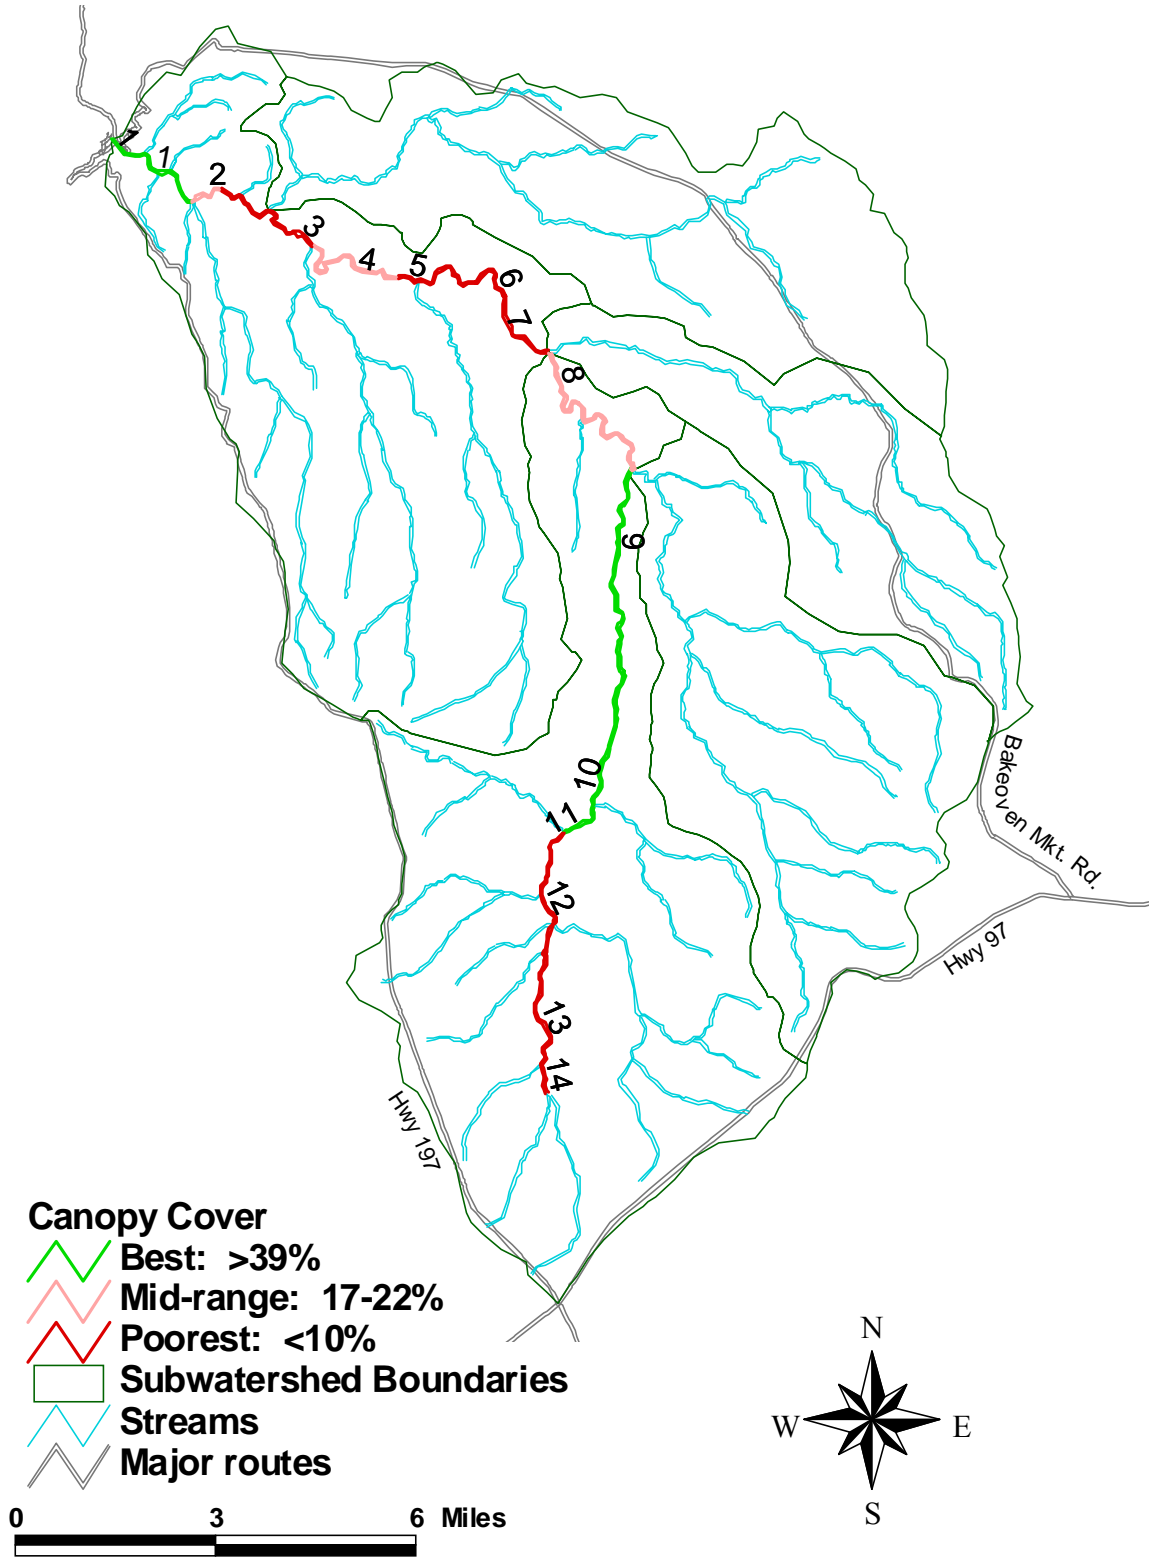 1
1
2
3
4
5
6
7
8
9
10
11
12
13
14
Bakeoven Mkt. Rd.
Hwy 97
Hwy 197
Canopy Cover
Best: >39%
Mid-range: 17-22%
Poorest: <10%
Subwatershed Boundaries
Streams
Major routes
0 3 6 Miles
N
W E
S